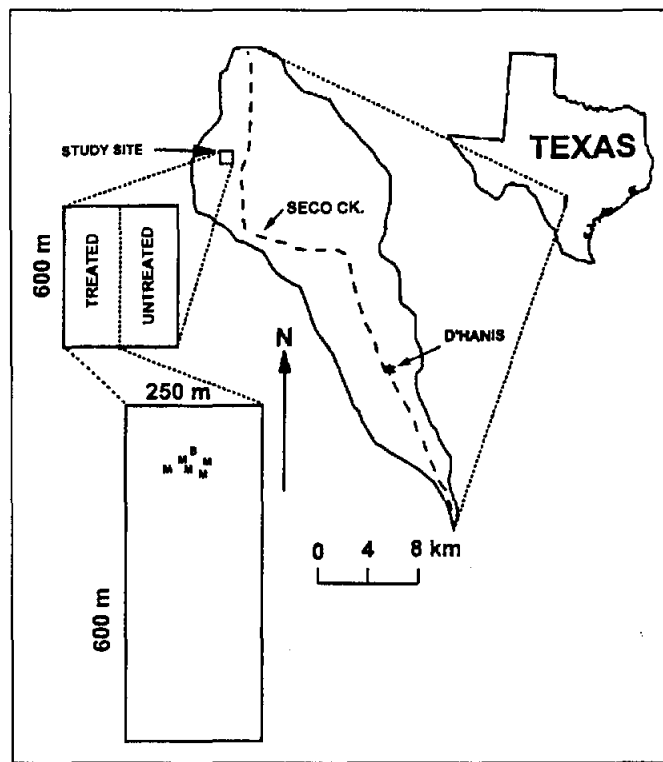 TEXAS
STUDY SITE
SECO CK.
600 m
TREATED
UNTREATED
D'HANIS
N
250 m
B
M
M
M
M
M
0 4 8 km
600 m